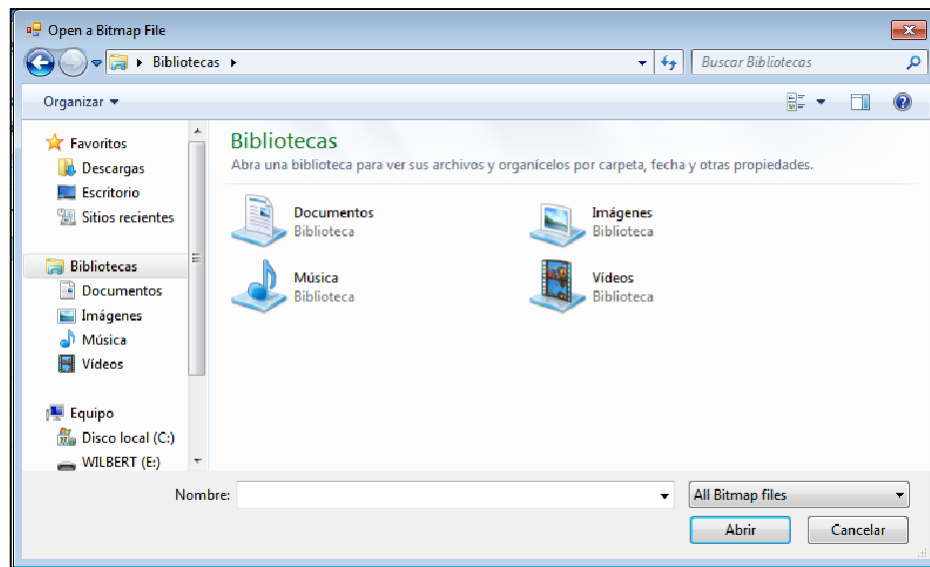 Open a Bitmap File
Bibliotecas
Buscar Bibliotecas
Organizar
Favoritos
Descargas
Escritorio
Sitios recientes
Bibliotecas
Documentos
Imágenes
Música
Vídeos
Equipo
Disco local (C:)
WILBERT (E:)
Bibliotecas
Abra una biblioteca para ver sus archivos y organícelos por carpeta, fecha y otras propiedades.
Documentos
Biblioteca
Imágenes
Biblioteca
Música
Biblioteca
Vídeos
Biblioteca
Nombre:
All Bitmap files
Abrir
Cancelar